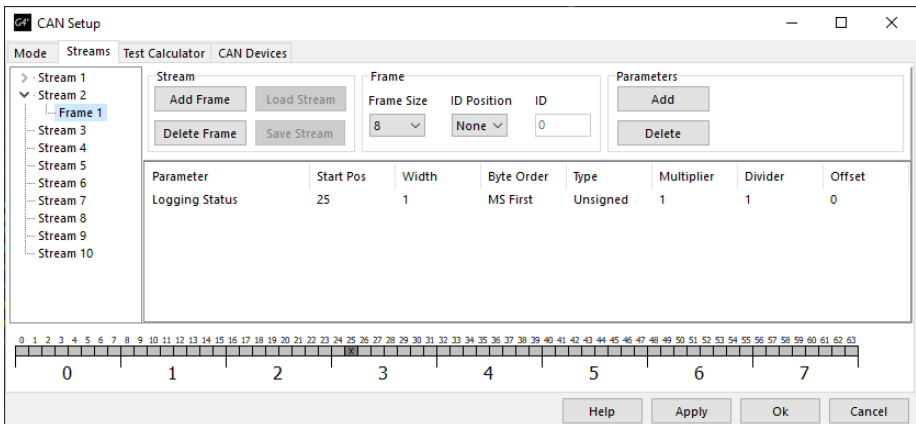 G4+ CAN Setup
Mode Streams Test Calculator CAN Devices
Stream 1
Stream 2
Frame 1
Stream 3
Stream 4
Stream 5
Stream 6
Stream 7
Stream 8
Stream 9
Stream 10
Stream
Add Frame Load Stream
Delete Frame Save Stream
Frame
Frame Size ID Position ID
8 None 0
Parameters
Add
Delete
Parameter Start Pos Width Byte Order Type Multiplier Divider Offset
Logging Status 25 1 MS First Unsigned 1 1 0
0 1 2 3 4 5 6 7 8 9 10 11 12 13 14 15 16 17 18 19 20 21 22 23 24 25 26 27 28 29 30 31 32 33 34 35 36 37 38 39 40 41 42 43 44 45 46 47 48 49 50 51 52 53 54 55 56 57 58 59 60 61 62 63
X
0 1 2 3 4 5 6 7
Help Apply Ok Cancel